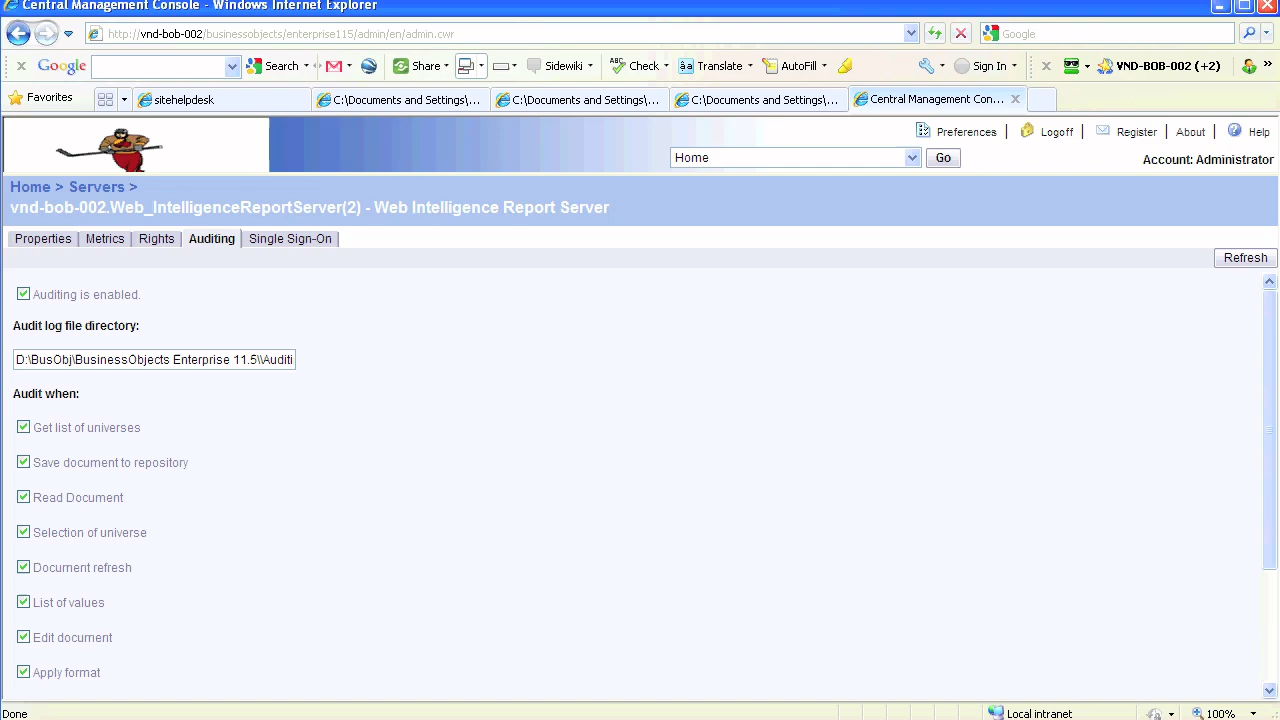 Central Management Console - Windows Internet Explorer
http://vnd-bob-002/businessobjects/enterprise115/admin/en/admin.cwr
Google
Google Search Share Sidewiki Check Translate AutoFill Sign In VND-BOB-002 (+2)
Favorites sitehelpdesk C:\Documents and Settings\... C:\Documents and Settings\... C:\Documents and Settings\... Central Management Con...
Preferences | Logoff | Register | About | Help
Home Go Account: Administrator
Home > Servers >
vnd-bob-002.Web_IntelligenceReportServer(2) - Web Intelligence Report Server
Properties Metrics Rights Auditing Single Sign-On
Refresh
Auditing is enabled.
Audit log file directory:
D:\BusObj\BusinessObjects Enterprise 11.5\\Auditi
Audit when:
Get list of universes
Save document to repository
Read Document
Selection of universe
Document refresh
List of values
Edit document
Apply format
Done Local intranet 100%